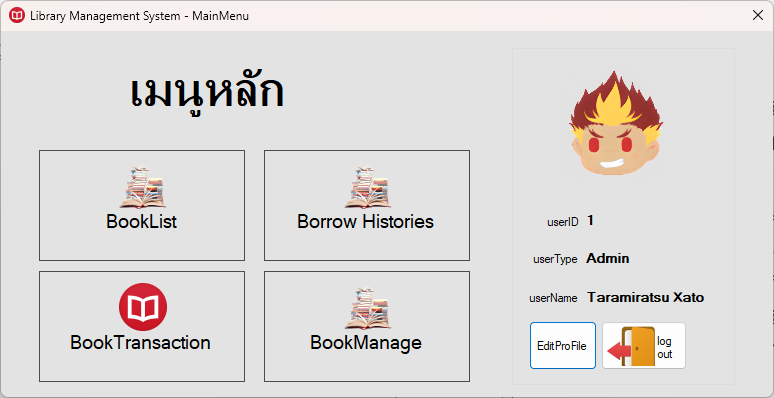 Library Management System - MainMenu
เมนูหลัก
BookList
Borrow Histories
BookTransaction
BookManage
userID 1
userType Admin
userName Taramiratsu Xato
EditProFile
log
out